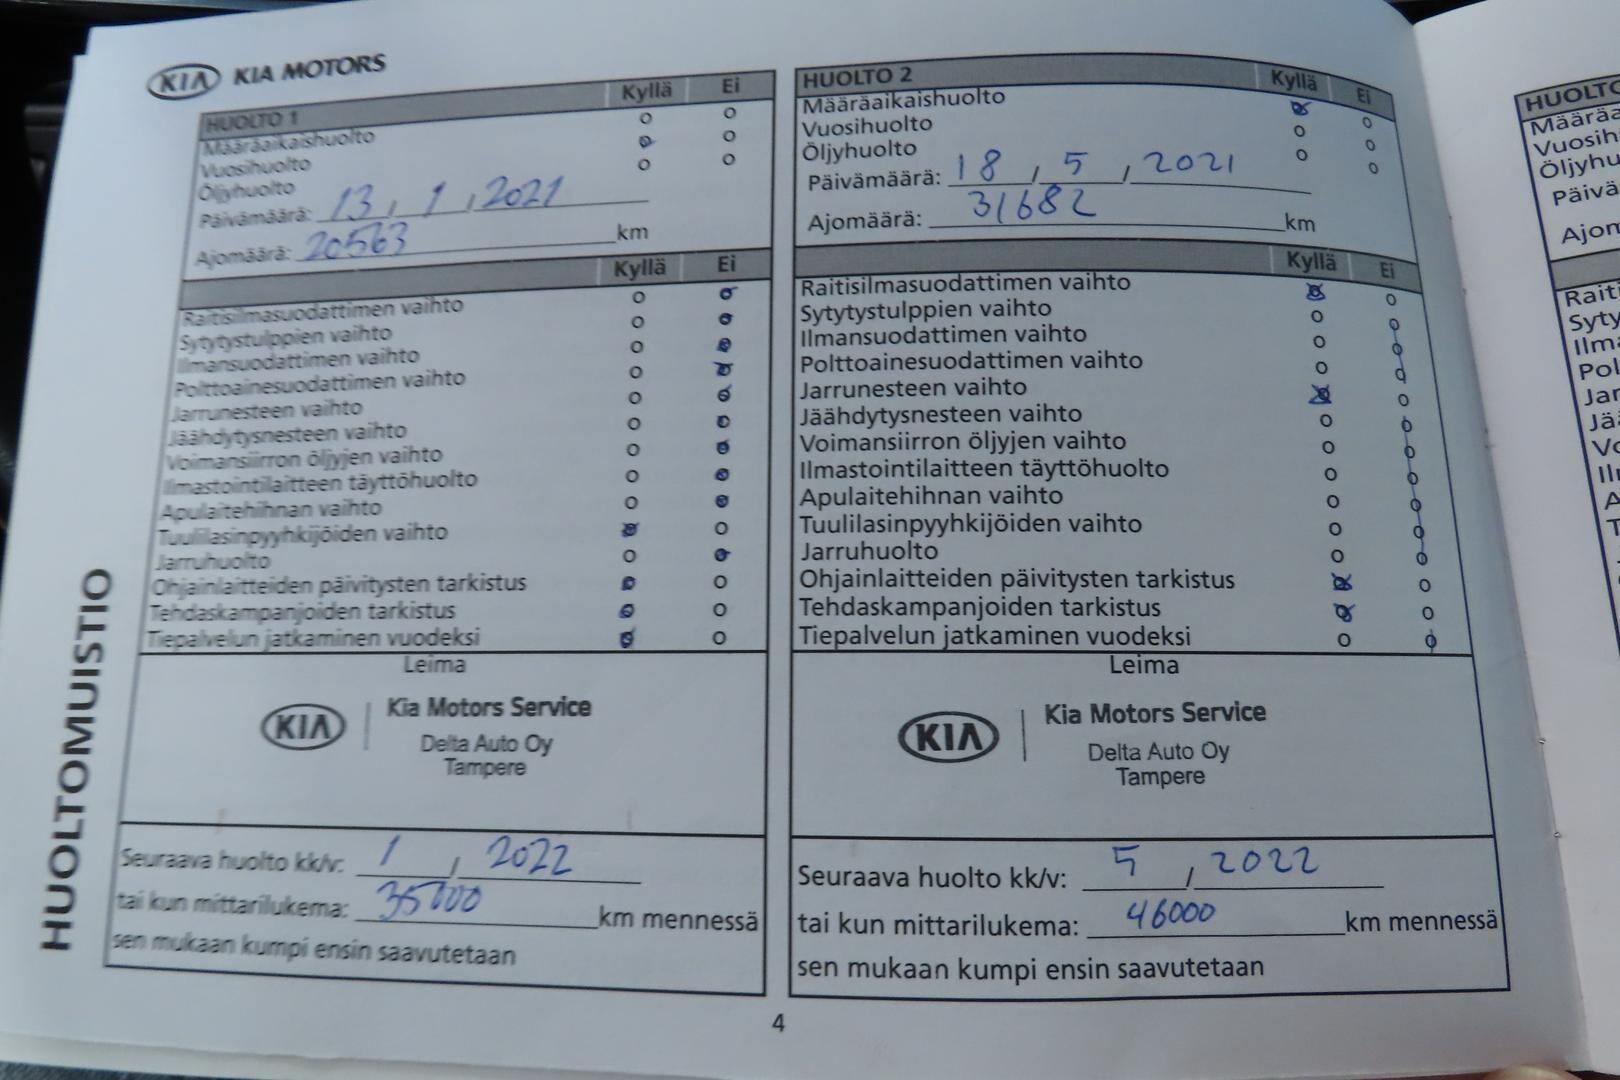 KIA KIA MOTORS
HUOLTOMUISTIO
HUOLTO 1 Kyllä Ei
Määräaikaishuolto
Vuosihuolto
Öljyhuolto
Päivämäärä: 13 / 1 / 2021
Ajomäärä: 20563 km
Kyllä Ei
Raitisilmasuodattimen vaihto
Sytytystulppien vaihto
Ilmansuodattimen vaihto
Polttoainesuodattimen vaihto
Jarrunesteen vaihto
Jäähdytysnesteen vaihto
Voimansiirron öljyjen vaihto
Ilmastointilaitteen täyttöhuolto
Apulaitehihnan vaihto
Tuulilasinpyyhkijöiden vaihto
Jarruhuolto
Ohjainlaitteiden päivitysten tarkistus
Tehdaskampanjoiden tarkistus
Tiepalvelun jatkaminen vuodeksi
Leima
KIA Kia Motors Service
Delta Auto Oy
Tampere
Seuraava huolto kk/v: 1 / 2022
tai kun mittarilukema: 35000 km mennessä
sen mukaan kumpi ensin saavutetaan
HUOLTO 2 Kyllä Ei
Määräaikaishuolto
Vuosihuolto
Öljyhuolto
Päivämäärä: 18 / 5 / 2021
Ajomäärä: 31682 km
Kyllä Ei
Raitisilmasuodattimen vaihto
Sytytystulppien vaihto
Ilmansuodattimen vaihto
Polttoainesuodattimen vaihto
Jarrunesteen vaihto
Jäähdytysnesteen vaihto
Voimansiirron öljyjen vaihto
Ilmastointilaitteen täyttöhuolto
Apulaitehihnan vaihto
Tuulilasinpyyhkijöiden vaihto
Jarruhuolto
Ohjainlaitteiden päivitysten tarkistus
Tehdaskampanjoiden tarkistus
Tiepalvelun jatkaminen vuodeksi
Leima
KIA Kia Motors Service
Delta Auto Oy
Tampere
Seuraava huolto kk/v: 5 / 2022
tai kun mittarilukema: 46000 km mennessä
sen mukaan kumpi ensin saavutetaan
4